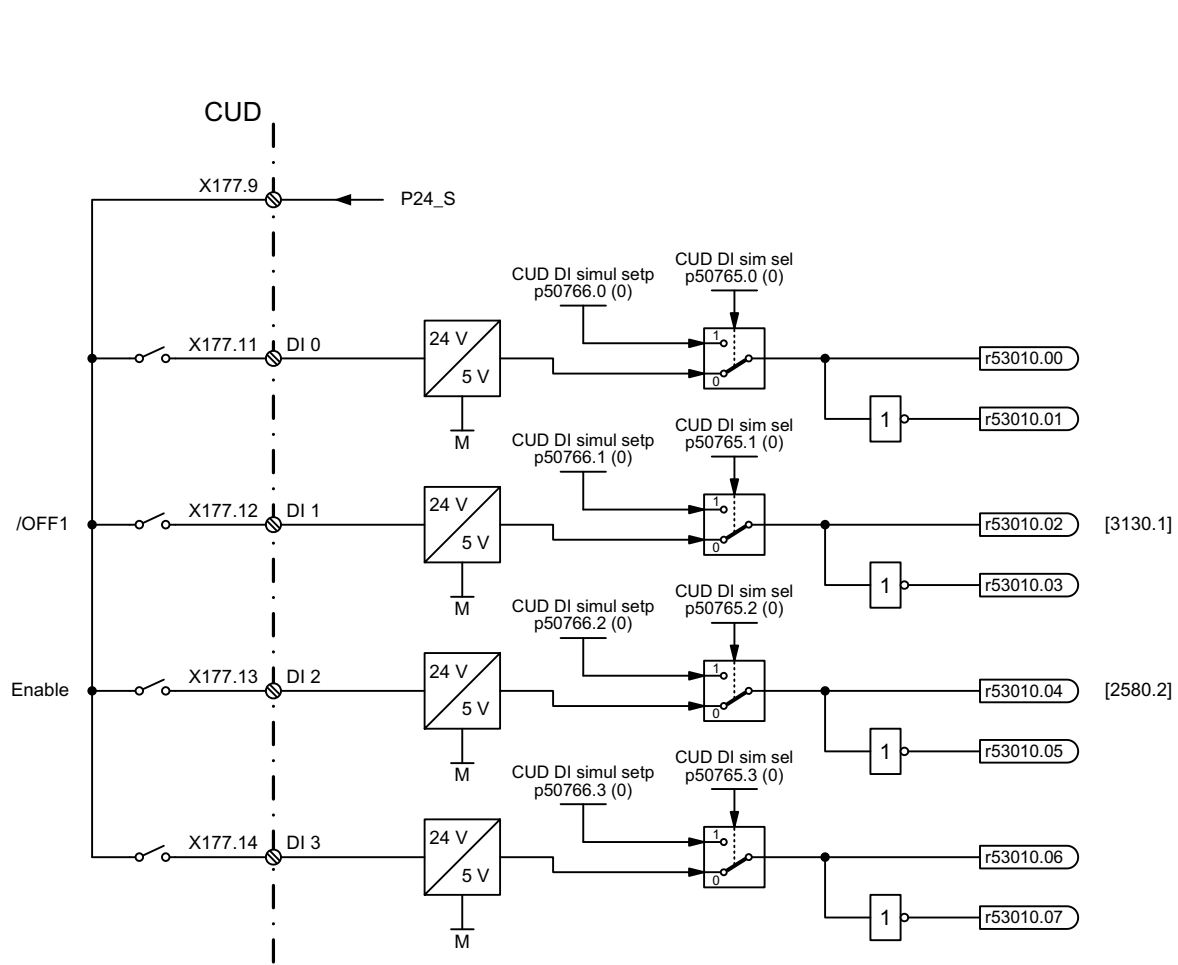 CUD
X177.9
P24_S
CUD DI simul setp
p50766.0 (0)
CUD DI sim sel
p50765.0 (0)
X177.11
DI 0
24 V
5 V
M
1
0
r53010.00
1
r53010.01
CUD DI simul setp
p50766.1 (0)
CUD DI sim sel
p50765.1 (0)
/OFF1
X177.12
DI 1
24 V
5 V
M
1
0
r53010.02
[3130.1]
1
r53010.03
CUD DI simul setp
p50766.2 (0)
CUD DI sim sel
p50765.2 (0)
Enable
X177.13
DI 2
24 V
5 V
M
1
0
r53010.04
[2580.2]
1
r53010.05
CUD DI simul setp
p50766.3 (0)
CUD DI sim sel
p50765.3 (0)
X177.14
DI 3
24 V
5 V
M
1
0
r53010.06
1
r53010.07